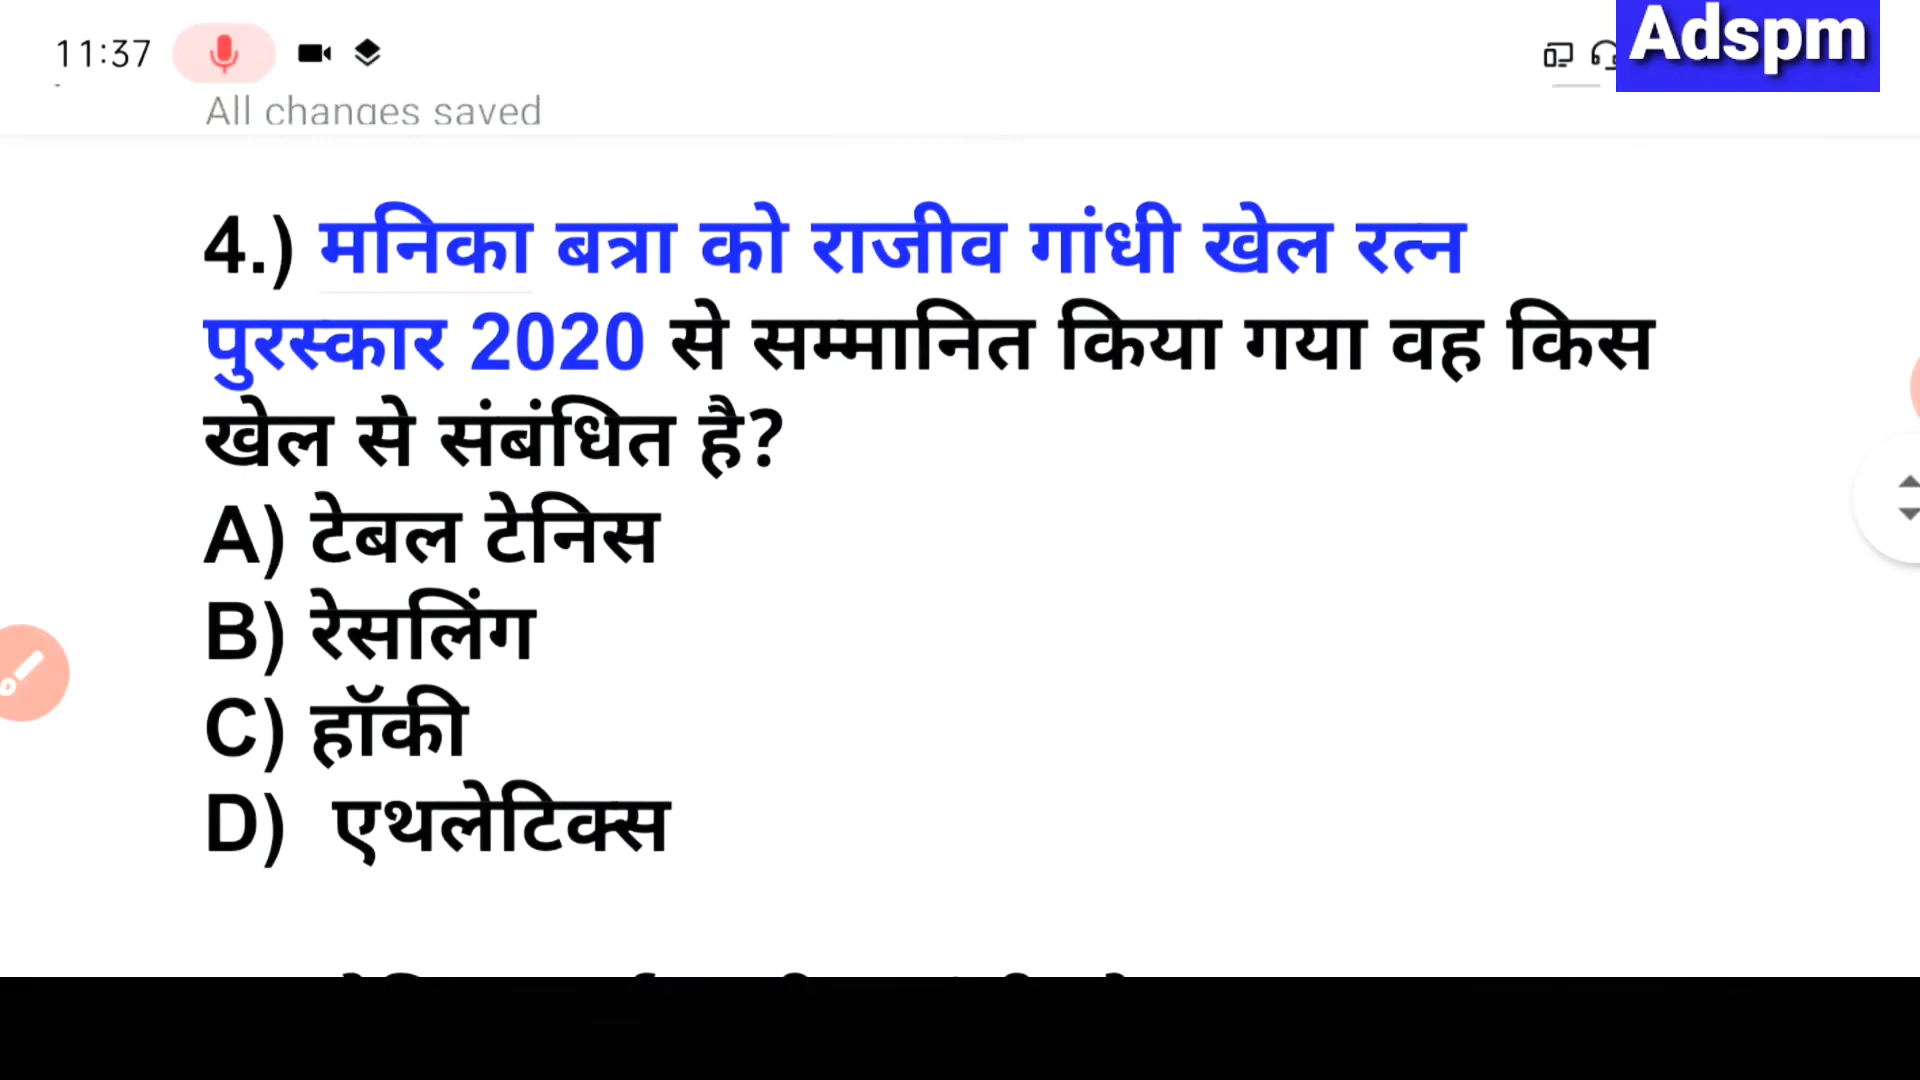 11:37
Adspm
All changes saved
4.) मनिका बत्रा को राजीव गांधी खेल रत्न
पुरस्कार 2020 से सम्मानित किया गया वह किस
खेल से संबंधित है?
A) टेबल टेनिस
B) रेसलिंग
C) हॉकी
D) एथलेटिक्स